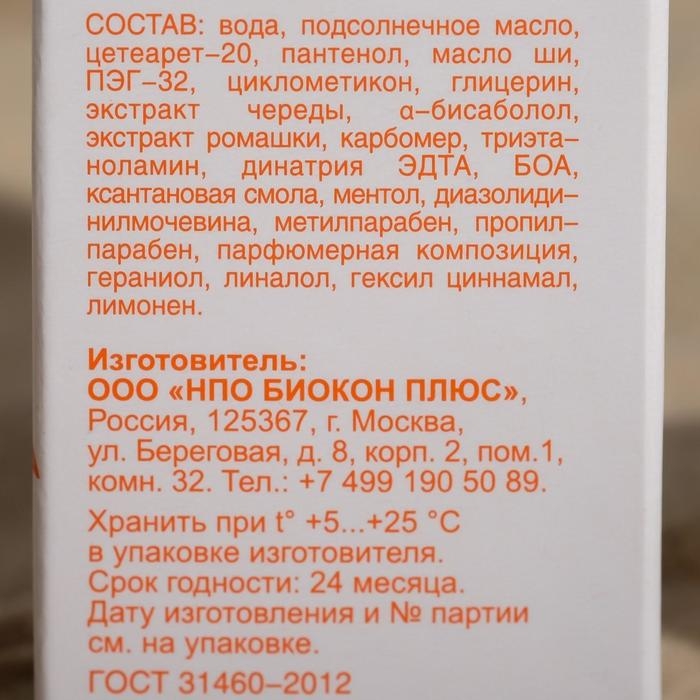 СОСТАВ: вода, подсолнечное масло,
цетеарет–20, пантенол, масло ши,
ПЭГ–32, циклометикон, глицерин,
экстракт череды, α–бисаболол,
экстракт ромашки, карбомер, триэта–
ноламин, динатрия ЭДТА, БОА,
ксантановая смола, ментол, диазолиди–
нилмочевина, метилпарабен, пропил–
парабен, парфюмерная композиция,
гераниол, линалол, гексил циннамал,
лимонен.
Изготовитель:
ООО «НПО БИОКОН ПЛЮС»,
Россия, 125367, г. Москва,
ул. Береговая, д. 8, корп. 2, пом.1,
комн. 32. Тел.: +7 499 190 50 89.
Хранить при t° +5...+25 °С
в упаковке изготовителя.
Срок годности: 24 месяца.
Дату изготовления и № партии
см. на упаковке.
ГОСТ 31460–2012